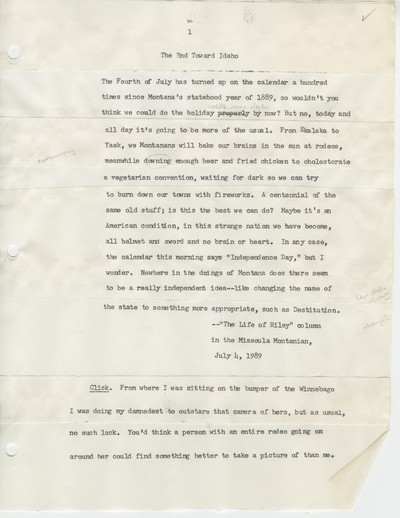 1
The End Toward Idaho
The Fourth of July has turned up on the calendar a hundred
times since Montana's statehood year of 1889, so wouldn't you
think we could do the holiday properly by now? But no, today and
all day it's going to be more of the usual. From Ekalaka to
Yaak, we Montanans will bake our brains in the sun at rodeos,
meanwhile downing enough beer and fried chicken to cholesterate
a vegetarian convention, waiting for dark so we can try
to burn down our towns with fireworks. A centennial of the
same old stuff; is this the best we can do? Maybe it's an
American condition, in this strange nation we have become,
all helmet and sword and no brain or heart. In any case,
the calendar this morning says "Independence Day," but I
wonder. Nowhere in the doings of Montana does there seem
to be a really independent idea--like changing the name of
the state to something more appropriate, such as Destitution.
--"The Life of Riley" column
in the Missoula Montanian,
July 4, 1989
Click. From where I was sitting on the bumper of the Winnebago
I was doing my damnedest to outstare that camera of hers, but as usual,
no such luck. You'd think a person with an entire rodeo going on
around her could find something better to take a picture of than me.